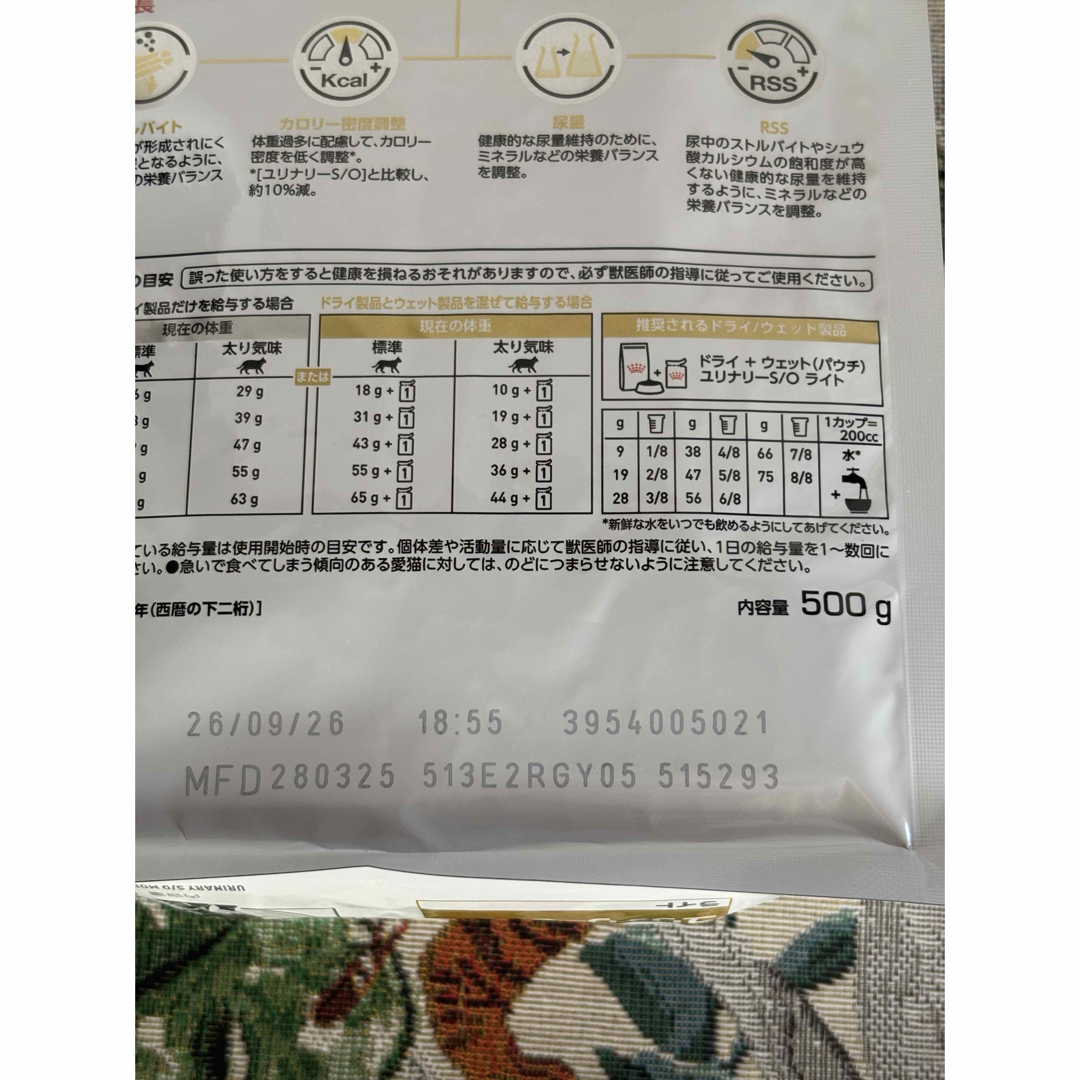 長
Kcal
RSS
ルバイト
カロリー密度調整
尿量
RSS
が形成されにく
となるように、
の栄養バランス
体重過多に配慮して、カロリー
密度を低く調整*。
*[ユリナリーS/O]と比較し、
約10%減。
健康的な尿量維持のために、
ミネラルなどの栄養バランス
を調整。
尿中のストルバイトやシュウ
酸カルシウムの飽和度が高
くない健康的な尿量を維持
するように、ミネラルなどの
栄養バランスを調整。
の目安 誤った使い方をすると健康を損ねるおそれがありますので、必ず獣医師の指導に従ってご使用ください。
イ製品だけを給与する場合
現在の体重
標準 太り気味
6 g 29 g
8 g 39 g
g 47 g
g 55 g
g 63 g
または
ドライ製品とウェット製品を混ぜて給与する場合
現在の体重
標準 太り気味
18 g + 1 10 g + 1
31 g + 1 19 g + 1
43 g + 1 28 g + 1
55 g + 1 36 g + 1
65 g + 1 44 g + 1
推奨されるドライ/ウェット製品
ドライ + ウェット(パウチ)
ユリナリーS/O ライト
g g g 1カップ=
200cc
9 1/8 38 4/8 66 7/8 水*
19 2/8 47 5/8 75 8/8
28 3/8 56 6/8 +
*新鮮な水をいつでも飲めるようにしてあげてください。
ている給与量は使用開始時の目安です。個体差や活動量に応じて獣医師の指導に従い、1日の給与量を1〜数回に
さい。●急いで食べてしまう傾向のある愛猫に対しては、のどにつまらせないように注意してください。
年(西暦の下二桁)]
内容量 500 g
26/09/26 18:55 3954005021
MFD280325 513E2RGY05 515293
URINARY S/O MO
ライト